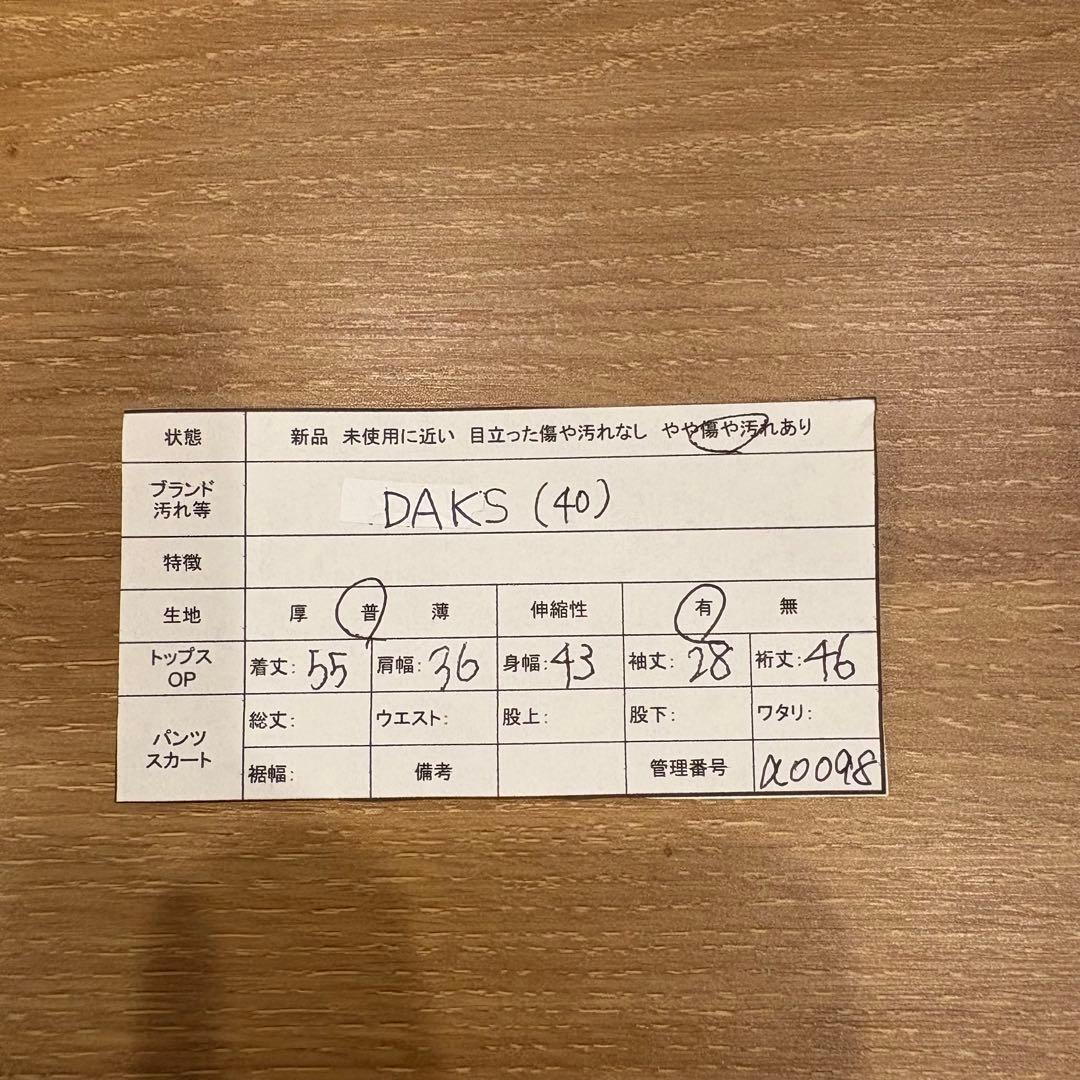 状態 新品 未使用に近い 目立った傷や汚れなし やや傷や汚れあり
ブランド
汚れ等
DAKS (40)
特徴
生地 厚 普 薄 伸縮性 有 無
トップス
OP
着丈: 55 肩幅: 36 身幅: 43 袖丈: 28 裄丈: 46
パンツ
スカート
総丈: ウエスト: 股上: 股下: ワタリ:
裾幅: 備考 管理番号 a0098